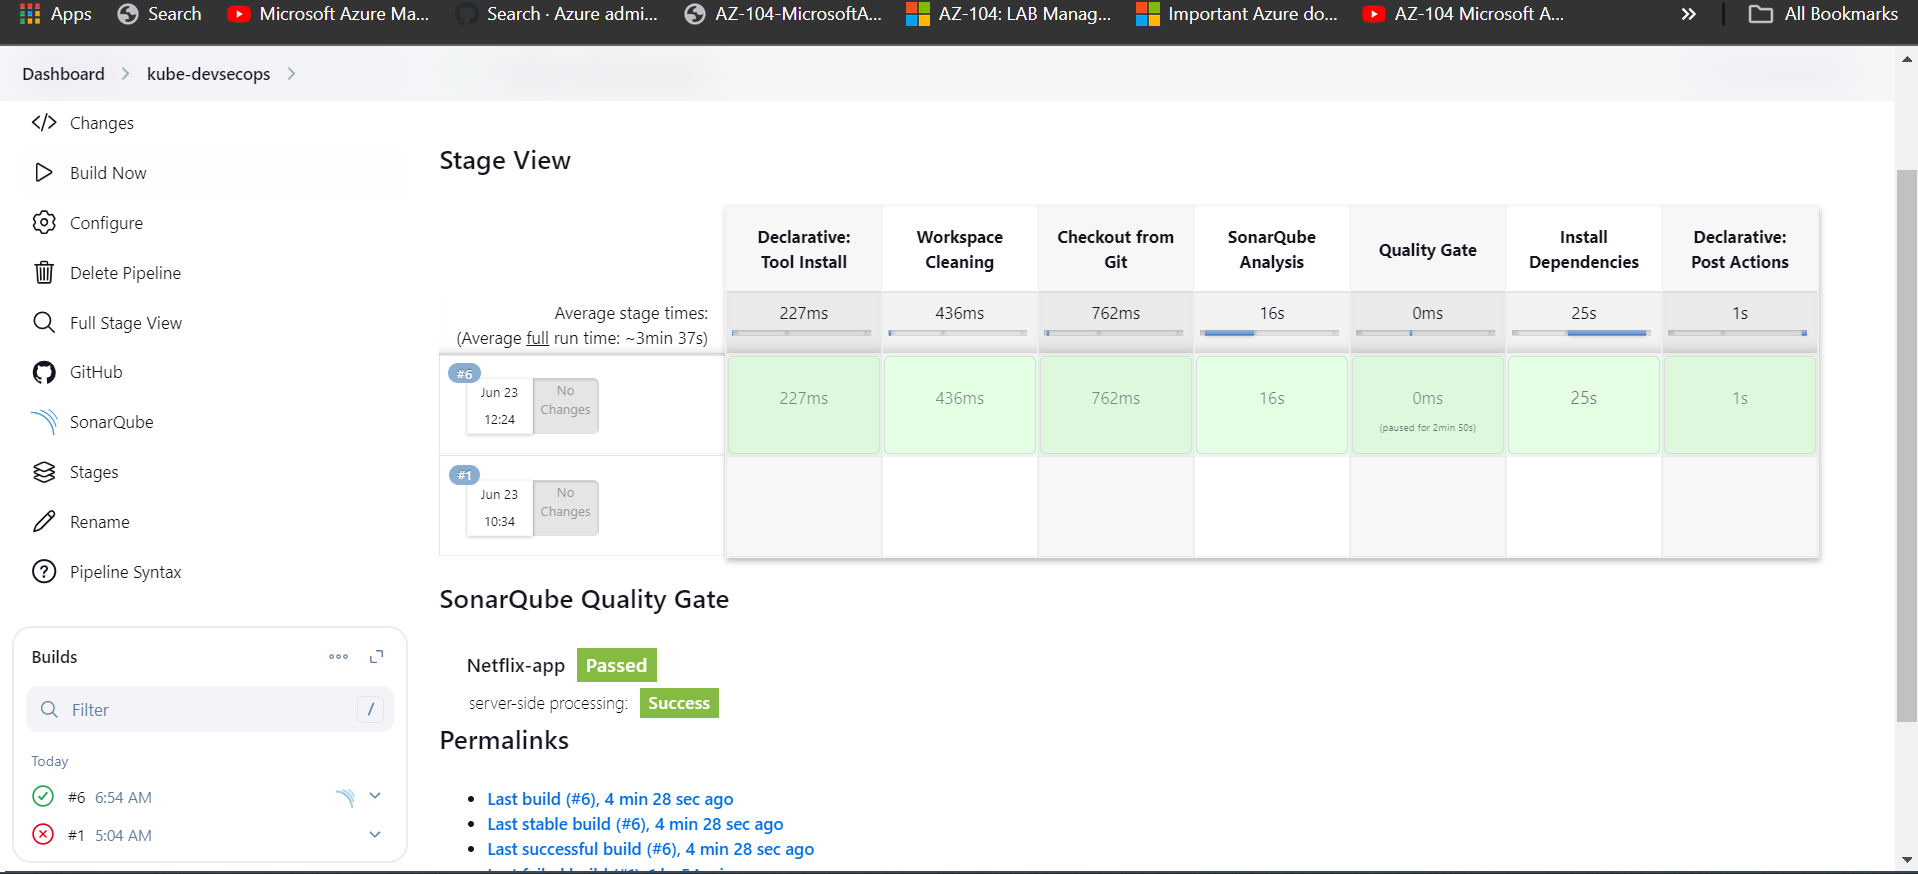 Apps
Search
Microsoft Azure Ma...
Search · Azure admi...
AZ-104-MicrosoftA...
AZ-104: LAB Manag...
Important Azure do...
AZ-104 Microsoft A...
All Bookmarks
Dashboard
kube-devsecops
Changes
Build Now
Configure
Delete Pipeline
Full Stage View
GitHub
SonarQube
Stages
Rename
Pipeline Syntax
Builds
Filter
/
Today
#6 6:54 AM
#1 5:04 AM
Stage View
Declarative: Tool Install
Workspace Cleaning
Checkout from Git
SonarQube Analysis
Quality Gate
Install Dependencies
Declarative: Post Actions
Average stage times:
(Average full run time: ~3min 37s)
227ms
436ms
762ms
16s
0ms
25s
1s
#6
Jun 23
12:24
No Changes
227ms
436ms
762ms
16s
0ms
(paused for 2min 50s)
25s
1s
#1
Jun 23
10:34
No Changes
SonarQube Quality Gate
Netflix-app Passed
server-side processing: Success
Permalinks
Last build (#6), 4 min 28 sec ago
Last stable build (#6), 4 min 28 sec ago
Last successful build (#6), 4 min 28 sec ago